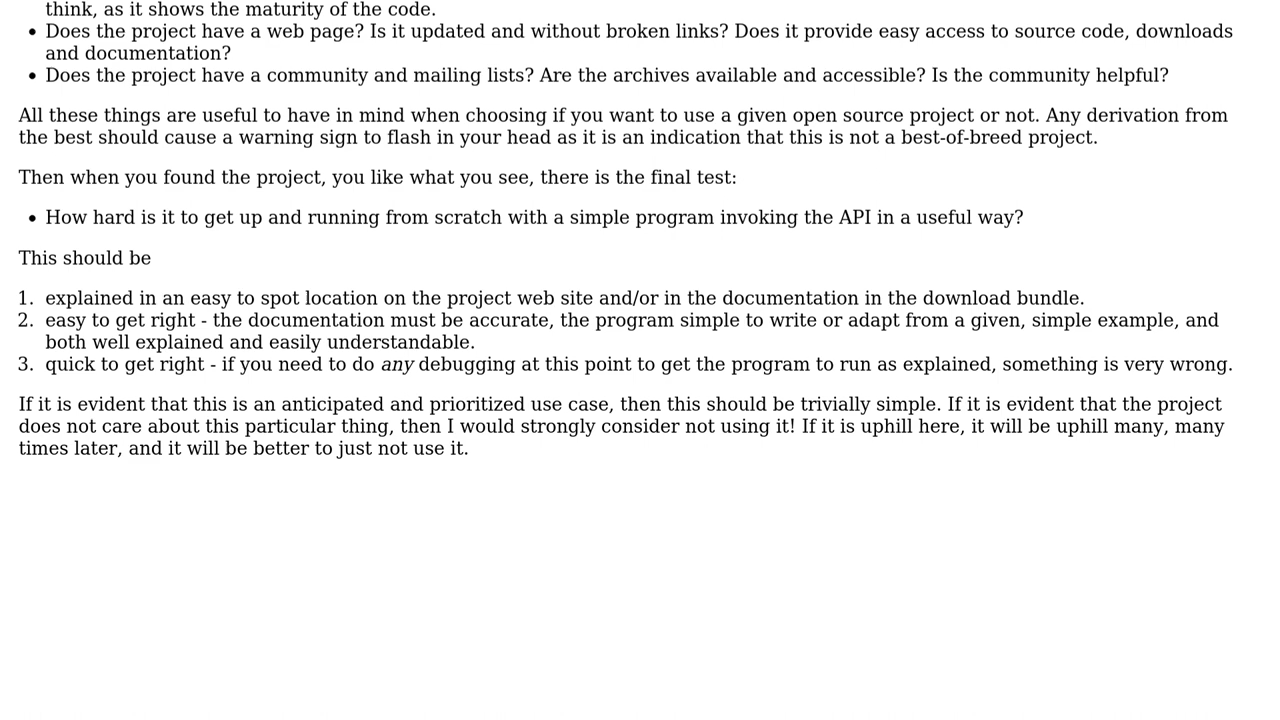 think, as it shows the maturity of the code.
• Does the project have a web page? Is it updated and without broken links? Does it provide easy access to source code, downloads
and documentation?
• Does the project have a community and mailing lists? Are the archives available and accessible? Is the community helpful?
All these things are useful to have in mind when choosing if you want to use a given open source project or not. Any derivation from
the best should cause a warning sign to flash in your head as it is an indication that this is not a best-of-breed project.
Then when you found the project, you like what you see, there is the final test:
• How hard is it to get up and running from scratch with a simple program invoking the API in a useful way?
This should be
1. explained in an easy to spot location on the project web site and/or in the documentation in the download bundle.
2. easy to get right - the documentation must be accurate, the program simple to write or adapt from a given, simple example, and
both well explained and easily understandable.
3. quick to get right - if you need to do any debugging at this point to get the program to run as explained, something is very wrong.
If it is evident that this is an anticipated and prioritized use case, then this should be trivially simple. If it is evident that the project
does not care about this particular thing, then I would strongly consider not using it! If it is uphill here, it will be uphill many, many
times later, and it will be better to just not use it.